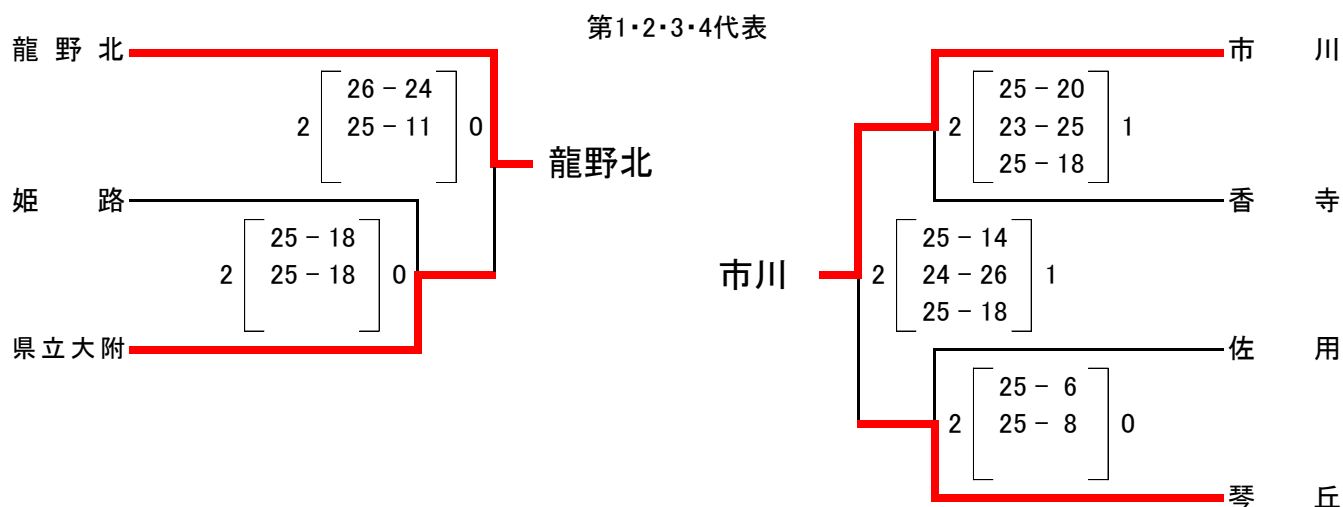 第1・2・3・4代表
龍野北
26 - 24
2 25 - 11 0
龍野北
姫路
25 - 18
2 25 - 18 0
県立大附
市川
25 - 20
2 23 - 25 1
25 - 18
香寺
25 - 14
市川 2 24 - 26 1
25 - 18
佐用
25 - 6
2 25 - 8 0
琴丘